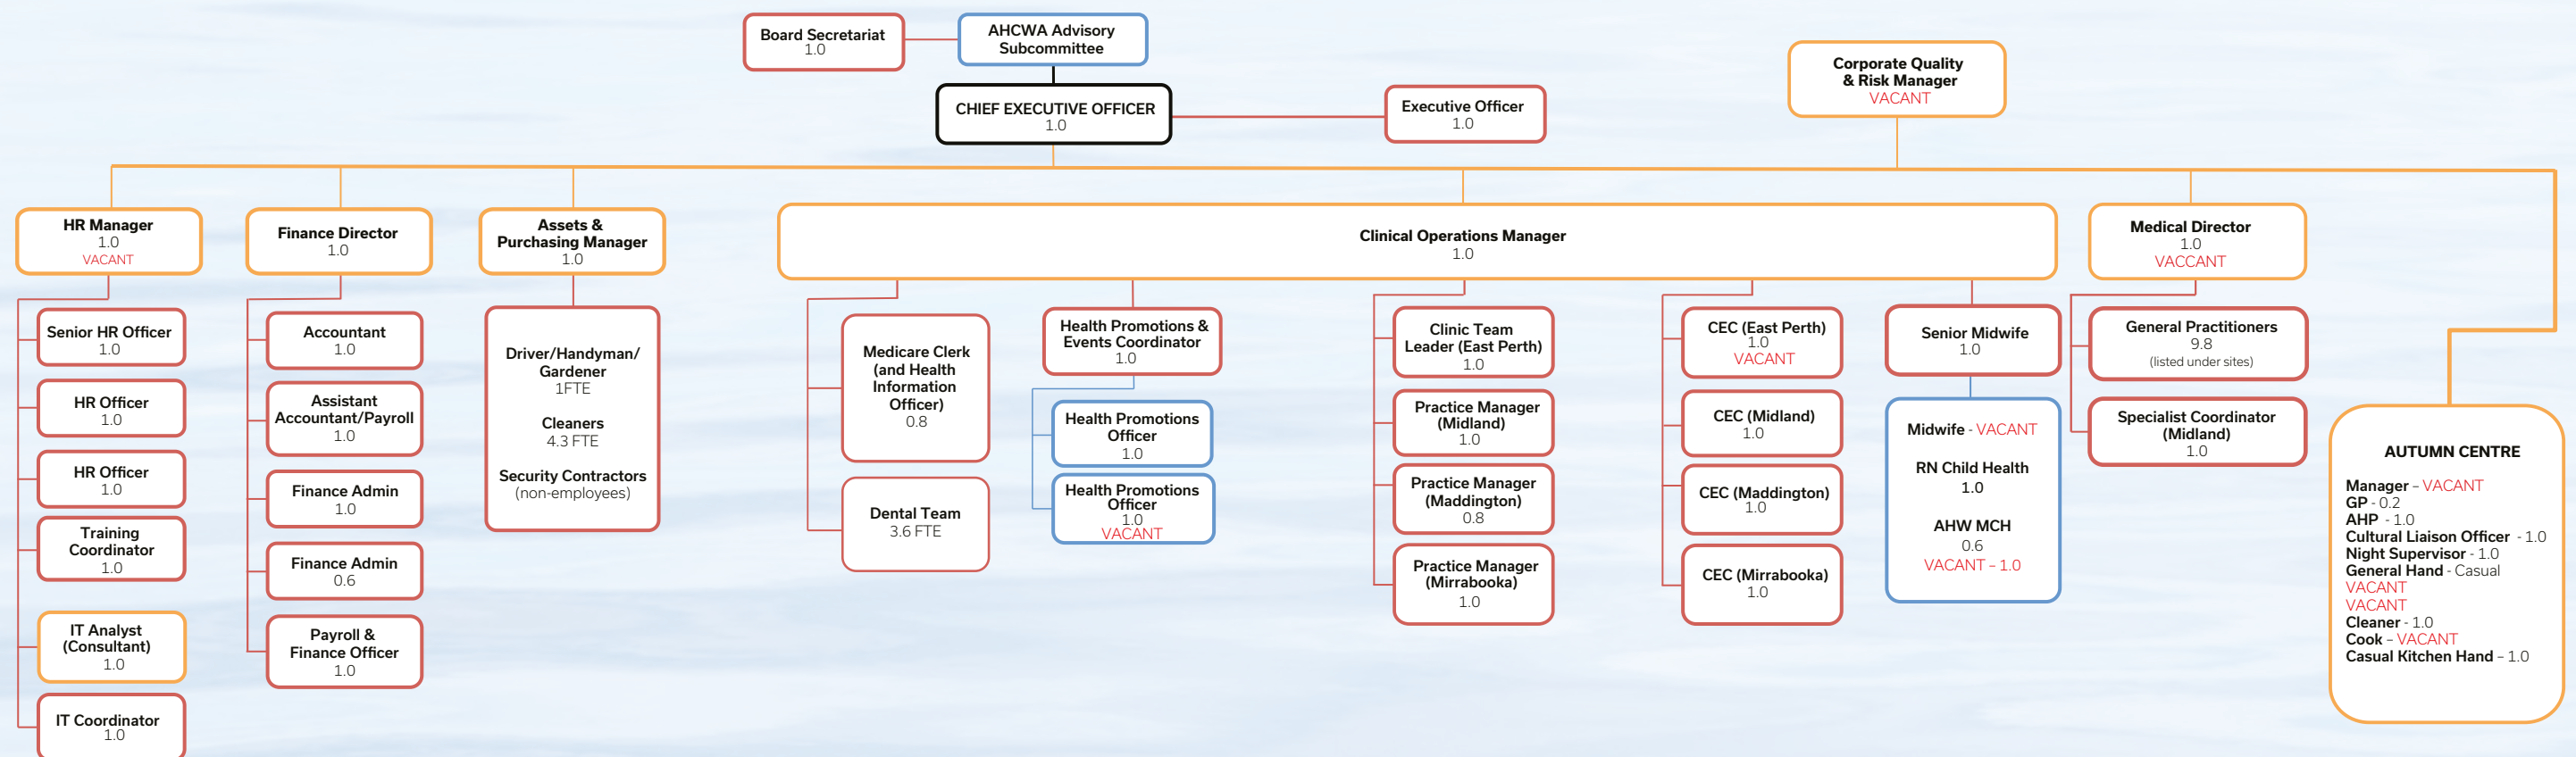 Board Secretariat
1.0
AHCWA Advisory
Subcommittee
CHIEF EXECUTIVE OFFICER
1.0
Executive Officer
1.0
Corporate Quality
& Risk Manager
VACANT
HR Manager
1.0
VACANT
Senior HR Officer
1.0
HR Officer
1.0
HR Officer
1.0
Training
Coordinator
1.0
IT Analyst
(Consultant)
1.0
IT Coordinator
1.0
Finance Director
1.0
Accountant
1.0
Assistant
Accountant/Payroll
1.0
Finance Admin
1.0
Finance Admin
0.6
Payroll &
Finance Officer
1.0
Assets &
Purchasing Manager
1.0
Driver/Handyman/
Gardener
1FTE
Cleaners
4.3 FTE
Security Contractors
(non-employees)
Clinical Operations Manager
1.0
Medicare Clerk
(and Health
Information
Officer)
0.8
Dental Team
3.6 FTE
Health Promotions &
Events Coordinator
1.0
Health Promotions
Officer
1.0
Health Promotions
Officer
1.0
VACANT
Clinic Team
Leader (East Perth)
1.0
Practice Manager
(Midland)
1.0
Practice Manager
(Maddington)
0.8
Practice Manager
(Mirrabooka)
1.0
CEC (East Perth)
1.0
VACANT
CEC (Midland)
1.0
CEC (Maddington)
1.0
CEC (Mirrabooka)
1.0
Senior Midwife
1.0
Midwife - VACANT
RN Child Health
1.0
AHW MCH
0.6
VACANT – 1.0
Medical Director
1.0
VACCANT
General Practitioners
9.8
(listed under sites)
Specialist Coordinator
(Midland)
1.0
AUTUMN CENTRE
Manager – VACANT
GP - 0.2
AHP - 1.0
Cultural Liaison Officer - 1.0
Night Supervisor - 1.0
General Hand - Casual
VACANT
VACANT
Cleaner - 1.0
Cook – VACANT
Casual Kitchen Hand – 1.0